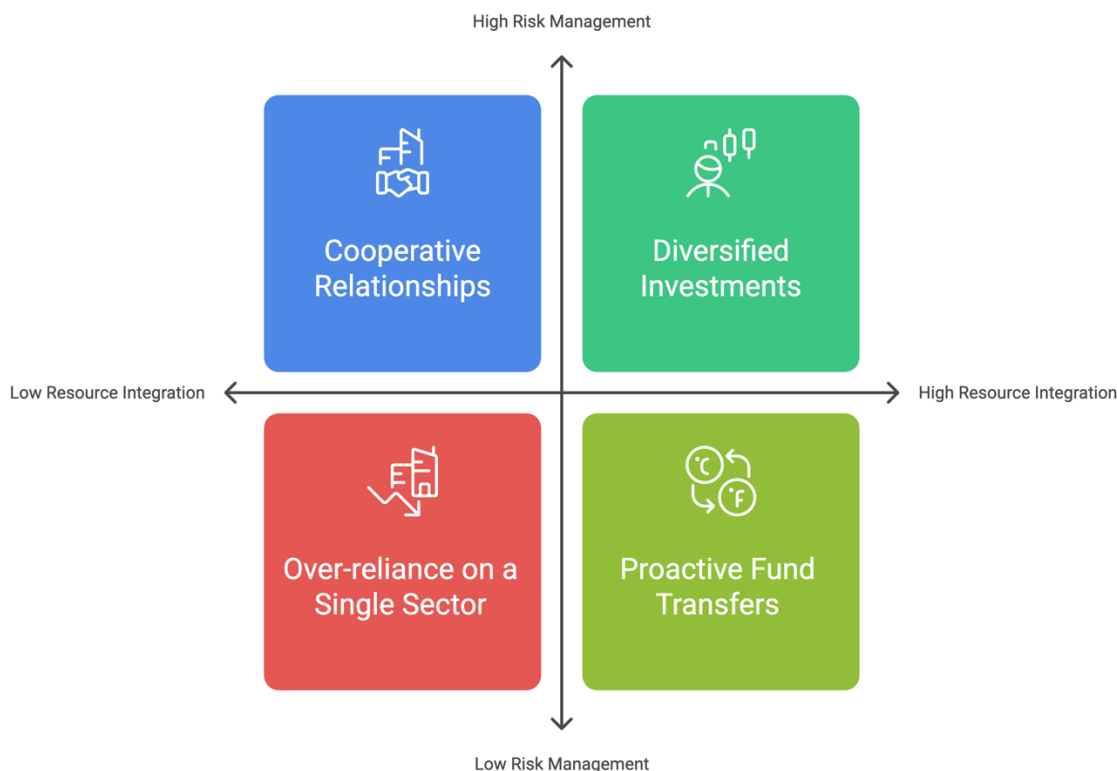 High Risk Management
Cooperative
Relationships
Diversified
Investments
Low Resource Integration
High Resource Integration
Over-reliance on a
Single Sector
°C
°F
Proactive Fund
Transfers
Low Risk Management